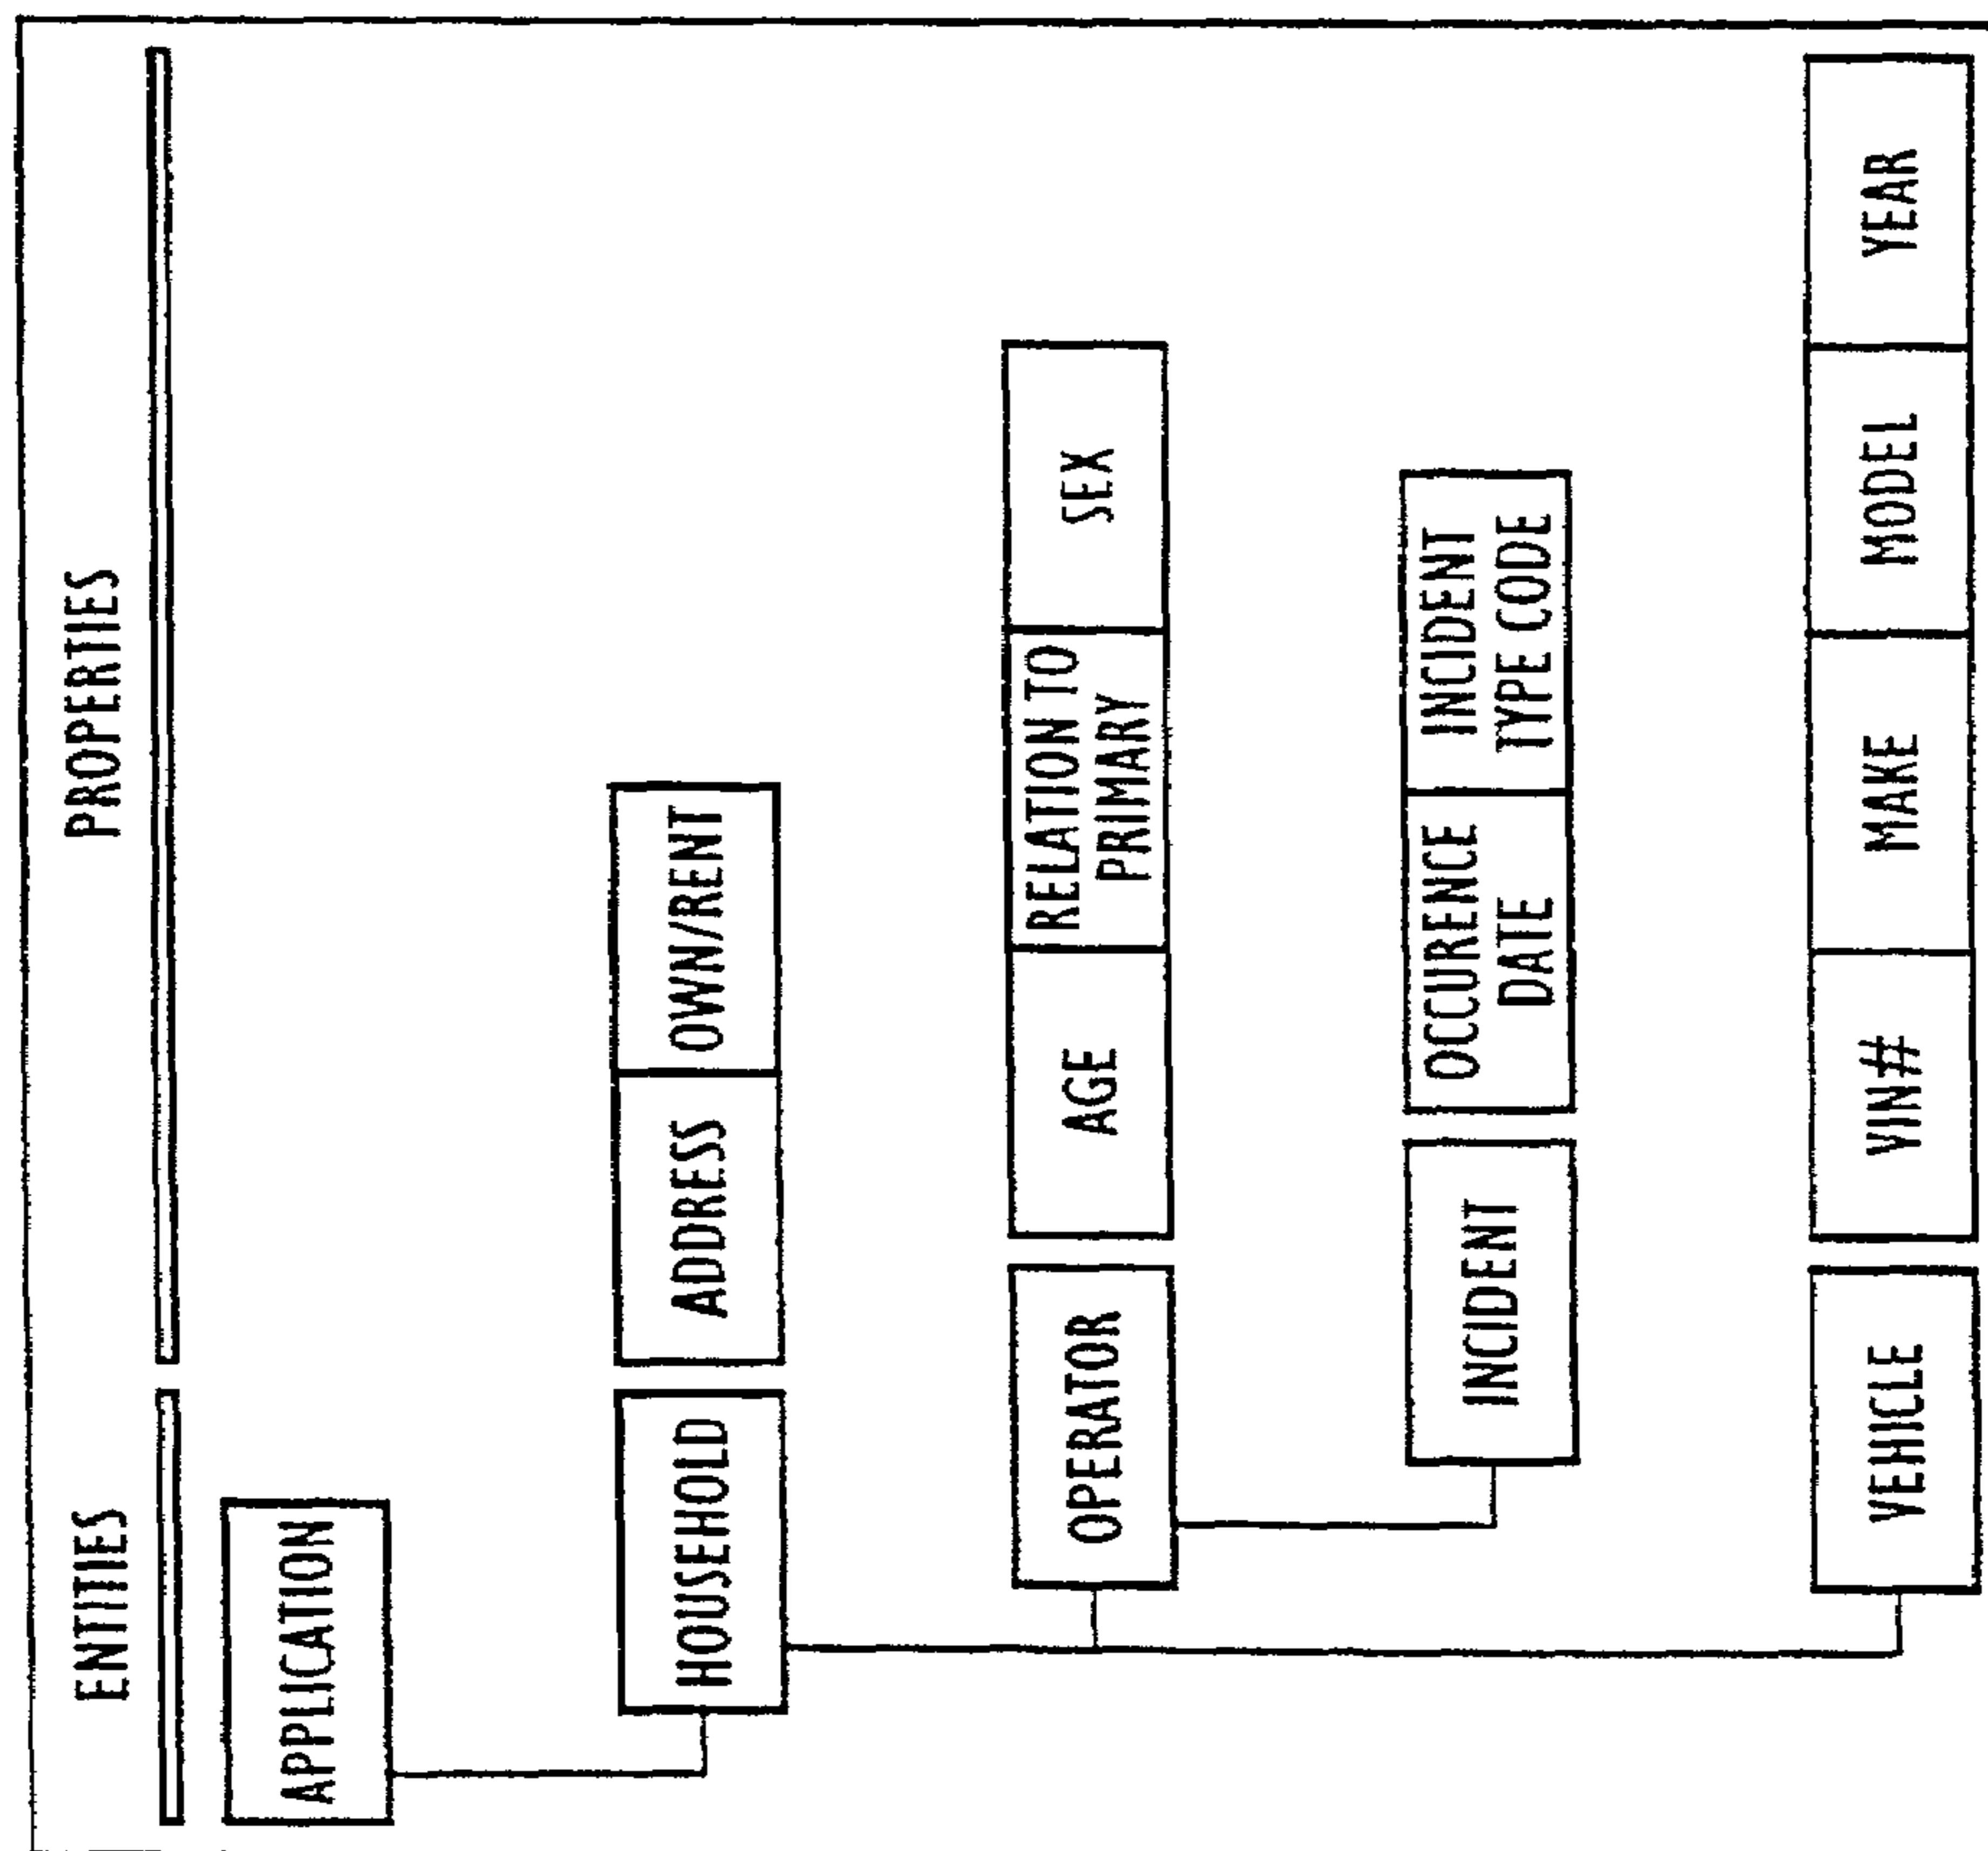 ENTITIES
PROPERTIES
APPLICATION
HOUSEHOLD
ADDRESS
OWN/RENT
OPERATOR
AGE
RELATION TO
PRIMARY
SEX
INCIDENT
OCCURENCE
DATE
INCIDENT
TYPE CODE
VEHICLE
VIN#
MAKE
MODEL
YEAR